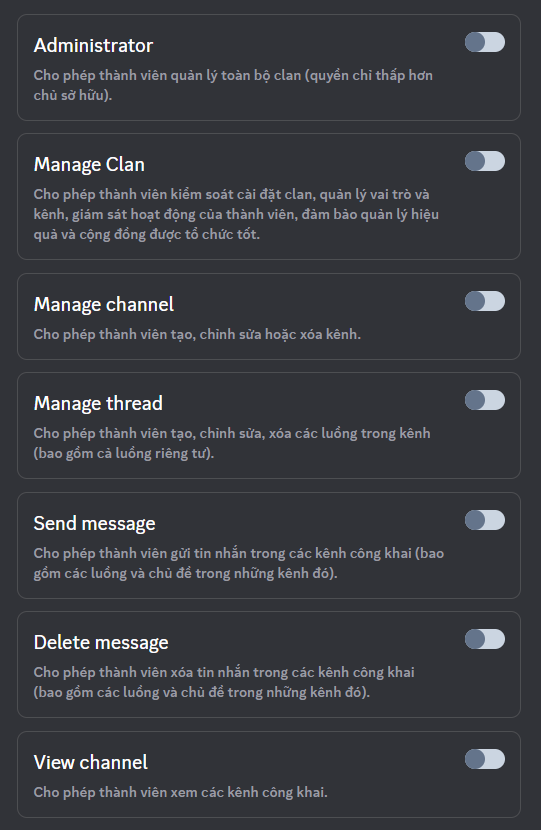 Administrator
Cho phép thành viên quản lý toàn bộ clan (quyền chỉ thấp hơn
chủ sở hữu).
Manage Clan
Cho phép thành viên kiểm soát cài đặt clan, quản lý vai trò và
kênh, giám sát hoạt động của thành viên, đảm bảo quản lý hiệu
quả và cộng đồng được tổ chức tốt.
Manage channel
Cho phép thành viên tạo, chỉnh sửa hoặc xóa kênh.
Manage thread
Cho phép thành viên tạo, chỉnh sửa, xóa các luồng trong kênh
(bao gồm cả luồng riêng tư).
Send message
Cho phép thành viên gửi tin nhắn trong các kênh công khai (bao
gồm các luồng và chủ đề trong những kênh đó).
Delete message
Cho phép thành viên xóa tin nhắn trong các kênh công khai
(bao gồm các luồng và chủ đề trong những kênh đó).
View channel
Cho phép thành viên xem các kênh công khai.